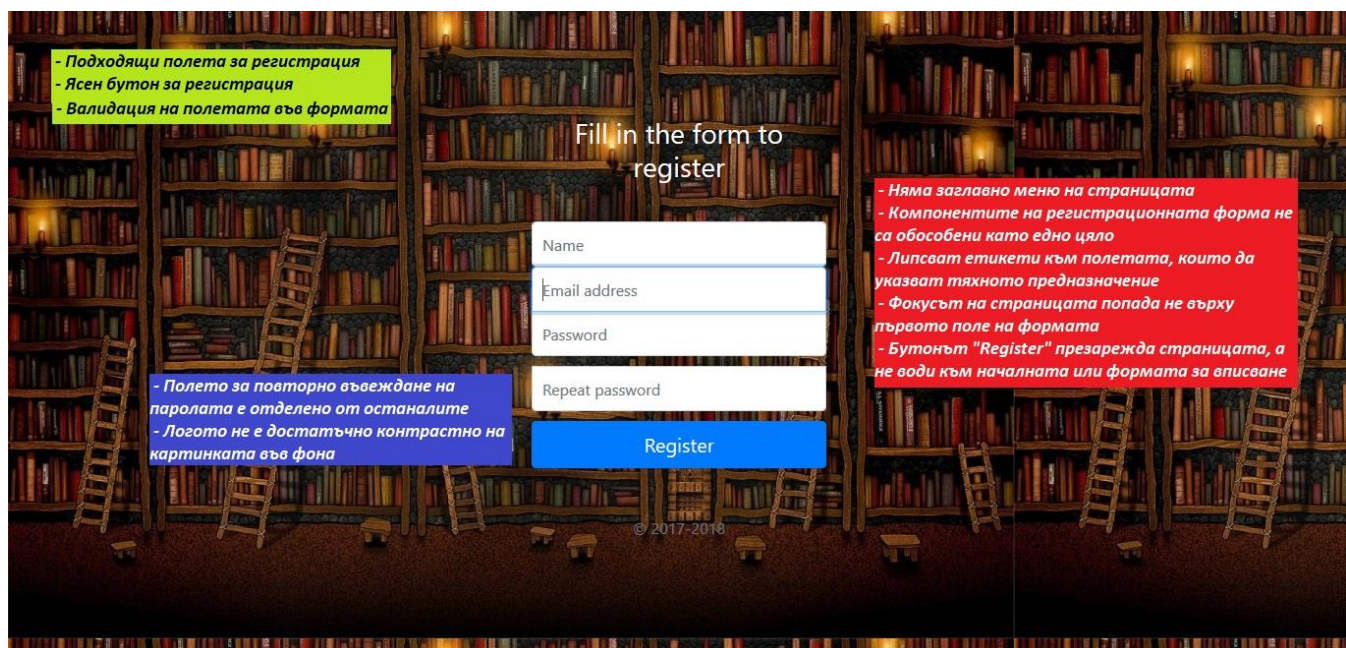 - Подходящи полета за регистрация
- Ясен бутон за регистрация
- Валидация на полетата във формата
Fill in the form to
register
- Няма заглавно меню на страницата
- Компонентите на регистрационната форма не
са обособени като едно цяло
- Липсват етикети към полетата, които да
указват тяхното предназначение
- Фокусът на страницата попада не върху
първото поле на формата
- Бутонът "Register" презарежда страницата, а
не води към началната или формата за вписване
Name
Email address
Password
Repeat password
Register
- Полето за повторно въвеждане на
паролата е отделено от останалите
- Логото не е достатъчно контрастно на
картинката във фона
© 2017-2018